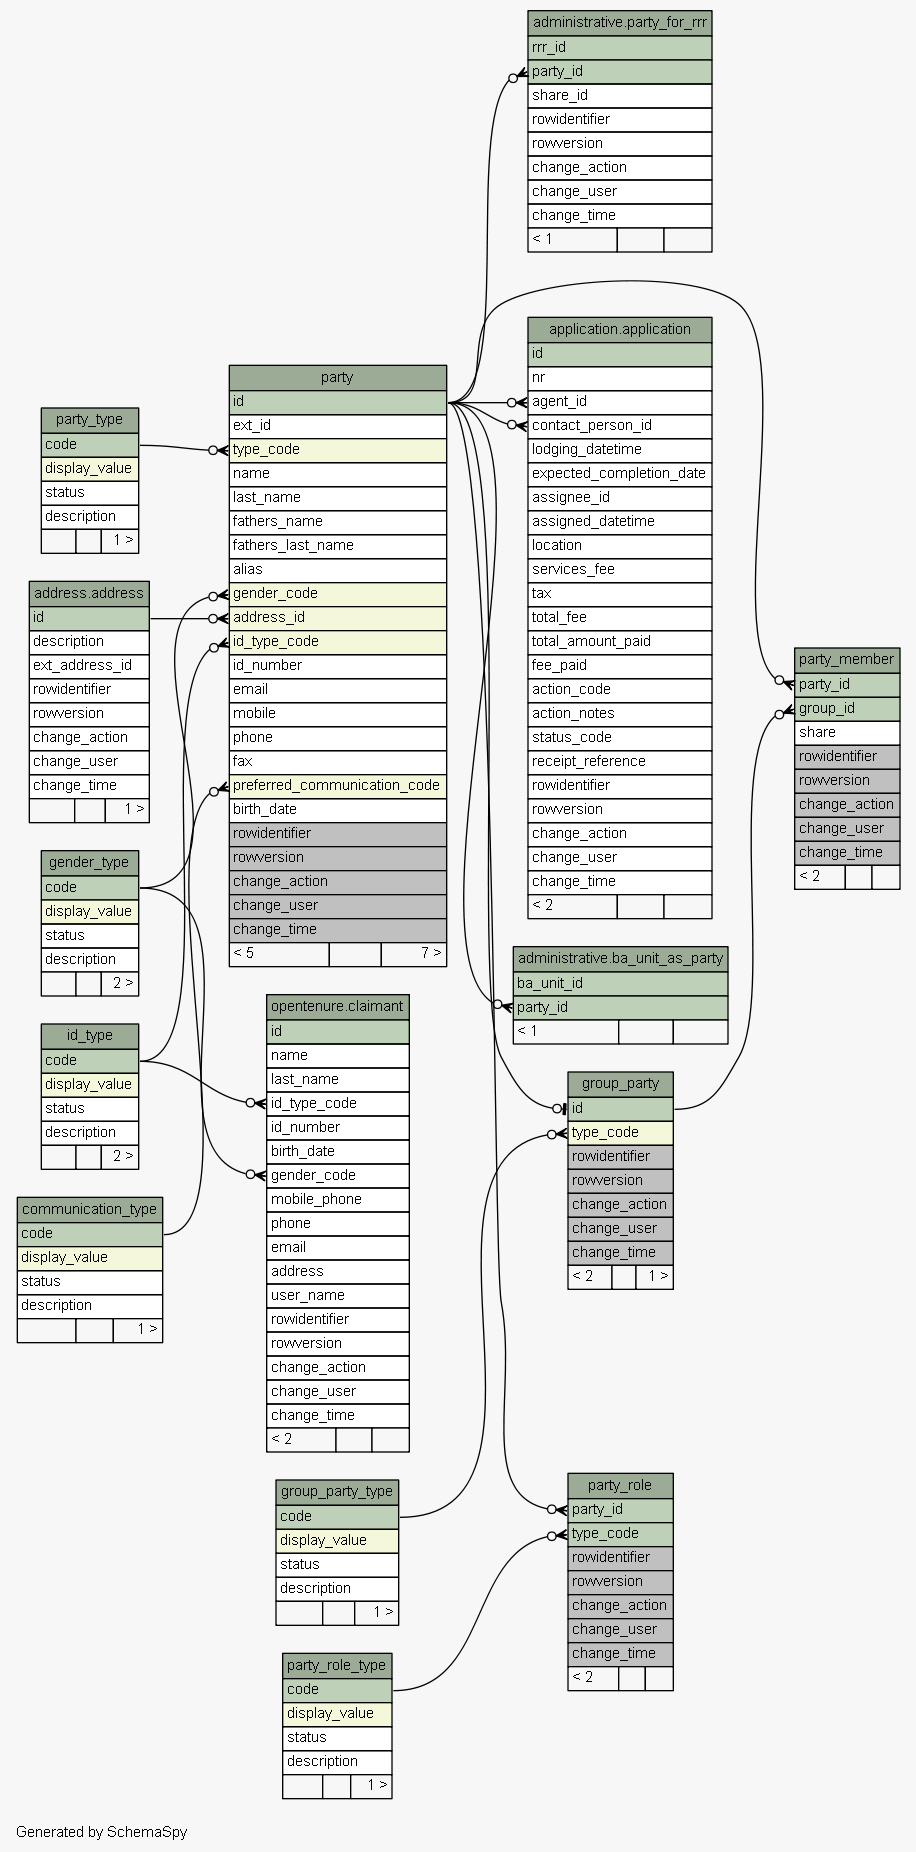 administrative.party_for_rrr
rrr_id
party_id
share_id
rowidentifier
rowversion
change_action
change_user
change_time
< 1
application.application
id
nr
agent_id
contact_person_id
lodging_datetime
expected_completion_date
assignee_id
assigned_datetime
location
services_fee
tax
total_fee
total_amount_paid
fee_paid
action_code
action_notes
status_code
receipt_reference
rowidentifier
rowversion
change_action
change_user
change_time
< 2
party
id
ext_id
type_code
name
last_name
fathers_name
fathers_last_name
alias
gender_code
address_id
id_type_code
id_number
email
mobile
phone
fax
preferred_communication_code
birth_date
rowidentifier
rowversion
change_action
change_user
change_time
< 5 7 >
party_type
code
display_value
status
description
1 >
address.address
id
description
ext_address_id
rowidentifier
rowversion
change_action
change_user
change_time
1 >
party_member
party_id
group_id
share
rowidentifier
rowversion
change_action
change_user
change_time
< 2
gender_type
code
display_value
status
description
2 >
administrative.ba_unit_as_party
ba_unit_id
party_id
< 1
opentenure.claimant
id
name
last_name
id_type_code
id_number
birth_date
gender_code
mobile_phone
phone
email
address
user_name
rowidentifier
rowversion
change_action
change_user
change_time
< 2
id_type
code
display_value
status
description
2 >
group_party
id
type_code
rowidentifier
rowversion
change_action
change_user
change_time
< 2 1 >
communication_type
code
display_value
status
description
1 >
group_party_type
code
display_value
status
description
1 >
party_role
party_id
type_code
rowidentifier
rowversion
change_action
change_user
change_time
< 2
party_role_type
code
display_value
status
description
1 >
Generated by SchemaSpy